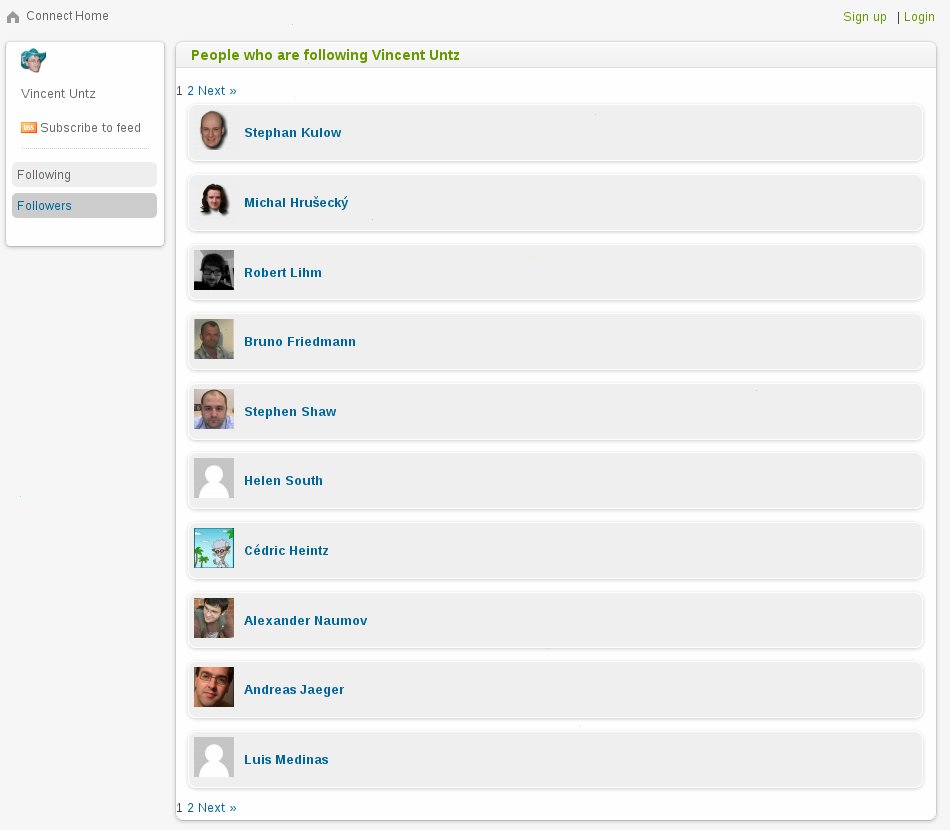 Connect Home
Sign up | Login
Vincent Untz
Subscribe to feed
Following
Followers
People who are following Vincent Untz
1 2 Next »
Stephan Kulow
Michal Hrušecký
Robert Lihm
Bruno Friedmann
Stephen Shaw
Helen South
Cédric Heintz
Alexander Naumov
Andreas Jaeger
Luis Medinas
1 2 Next »